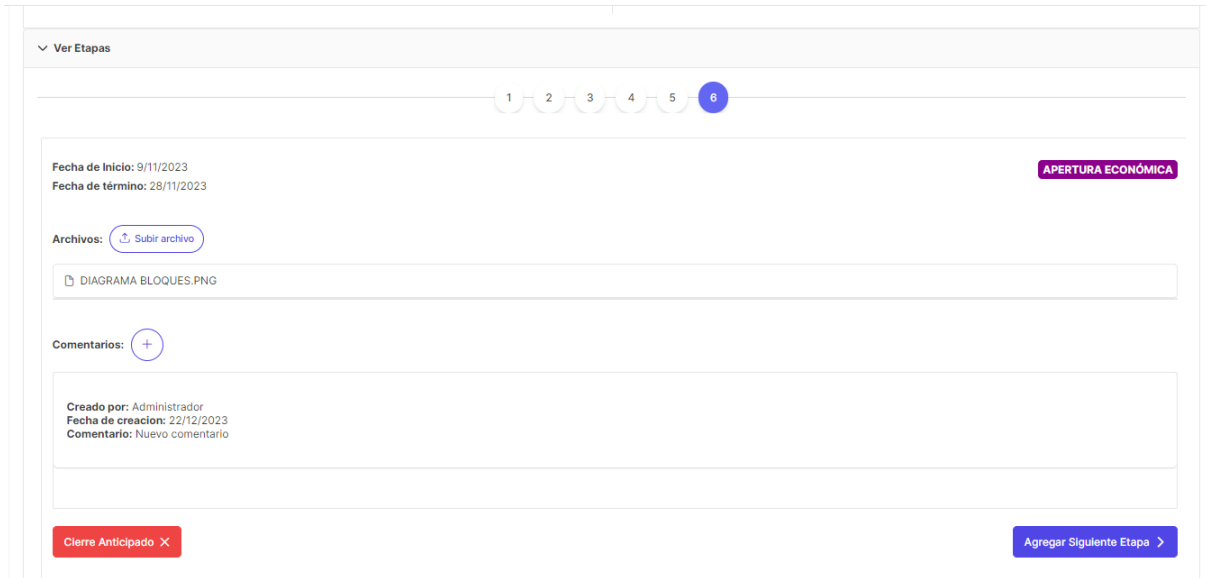 Ver Etapas
1 2 3 4 5 6
Fecha de Inicio: 9/11/2023
APERTURA ECONÓMICA
Fecha de término: 28/11/2023
Archivos: Subir archivo
DIAGRAMA BLOQUES.PNG
Comentarios:
Creado por: Administrador
Fecha de creacion: 22/12/2023
Comentario: Nuevo comentario
Cierre Anticipado
Agregar Siguiente Etapa